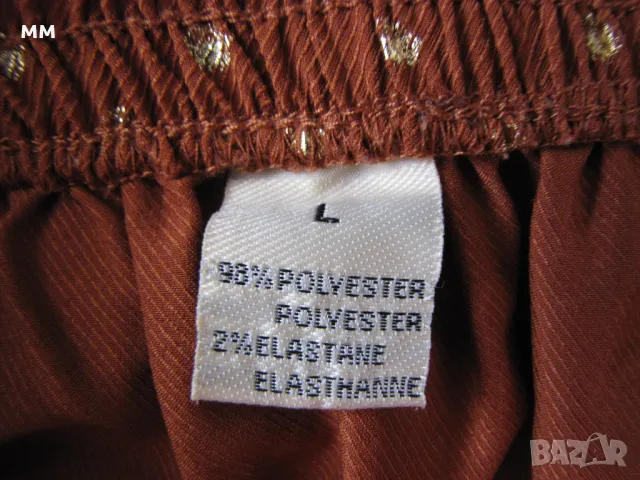 MM
L
98% POLYESTER
POLYESTER
2% ELASTANE
ELASTHANNE
BAZAR